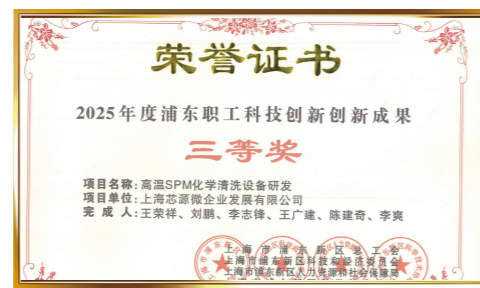 荣誉证书
2025年度浦东职工科技创新创新成果
三等奖
项目名称:高温SPM化学清洗设备研发
项目单位:上海芯源微企业发展有限公司
完 成 人:王荣祥、刘鹏、李志锋、王广建、陈建奇、李爽
上海市浦东新区总工会
上海市浦东新区科技和经济委员会
上海市浦东新区人力资源和社会保障局